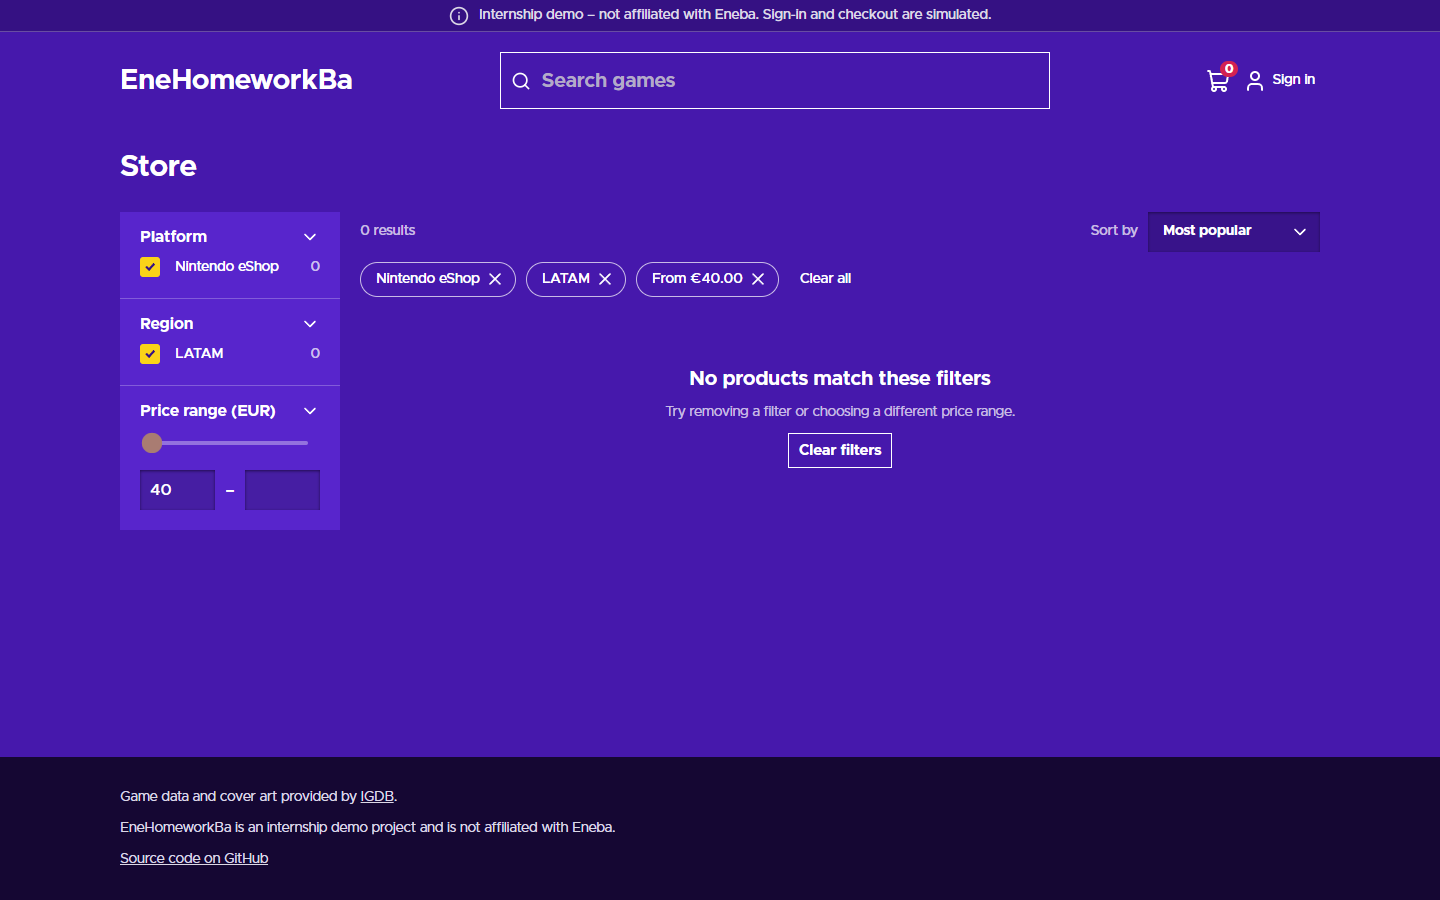 Internship demo – not affiliated with Eneba. Sign-in and checkout are simulated.
EneHomeworkBa
Search games
0
Sign in
Store
Platform
Nintendo eShop 0
Region
LATAM 0
Price range (EUR)
40 –
0 results
Sort by Most popular
Nintendo eShop LATAM From €40.00 Clear all
No products match these filters
Try removing a filter or choosing a different price range.
Clear filters
Game data and cover art provided by IGDB.
EneHomeworkBa is an internship demo project and is not affiliated with Eneba.
Source code on GitHub